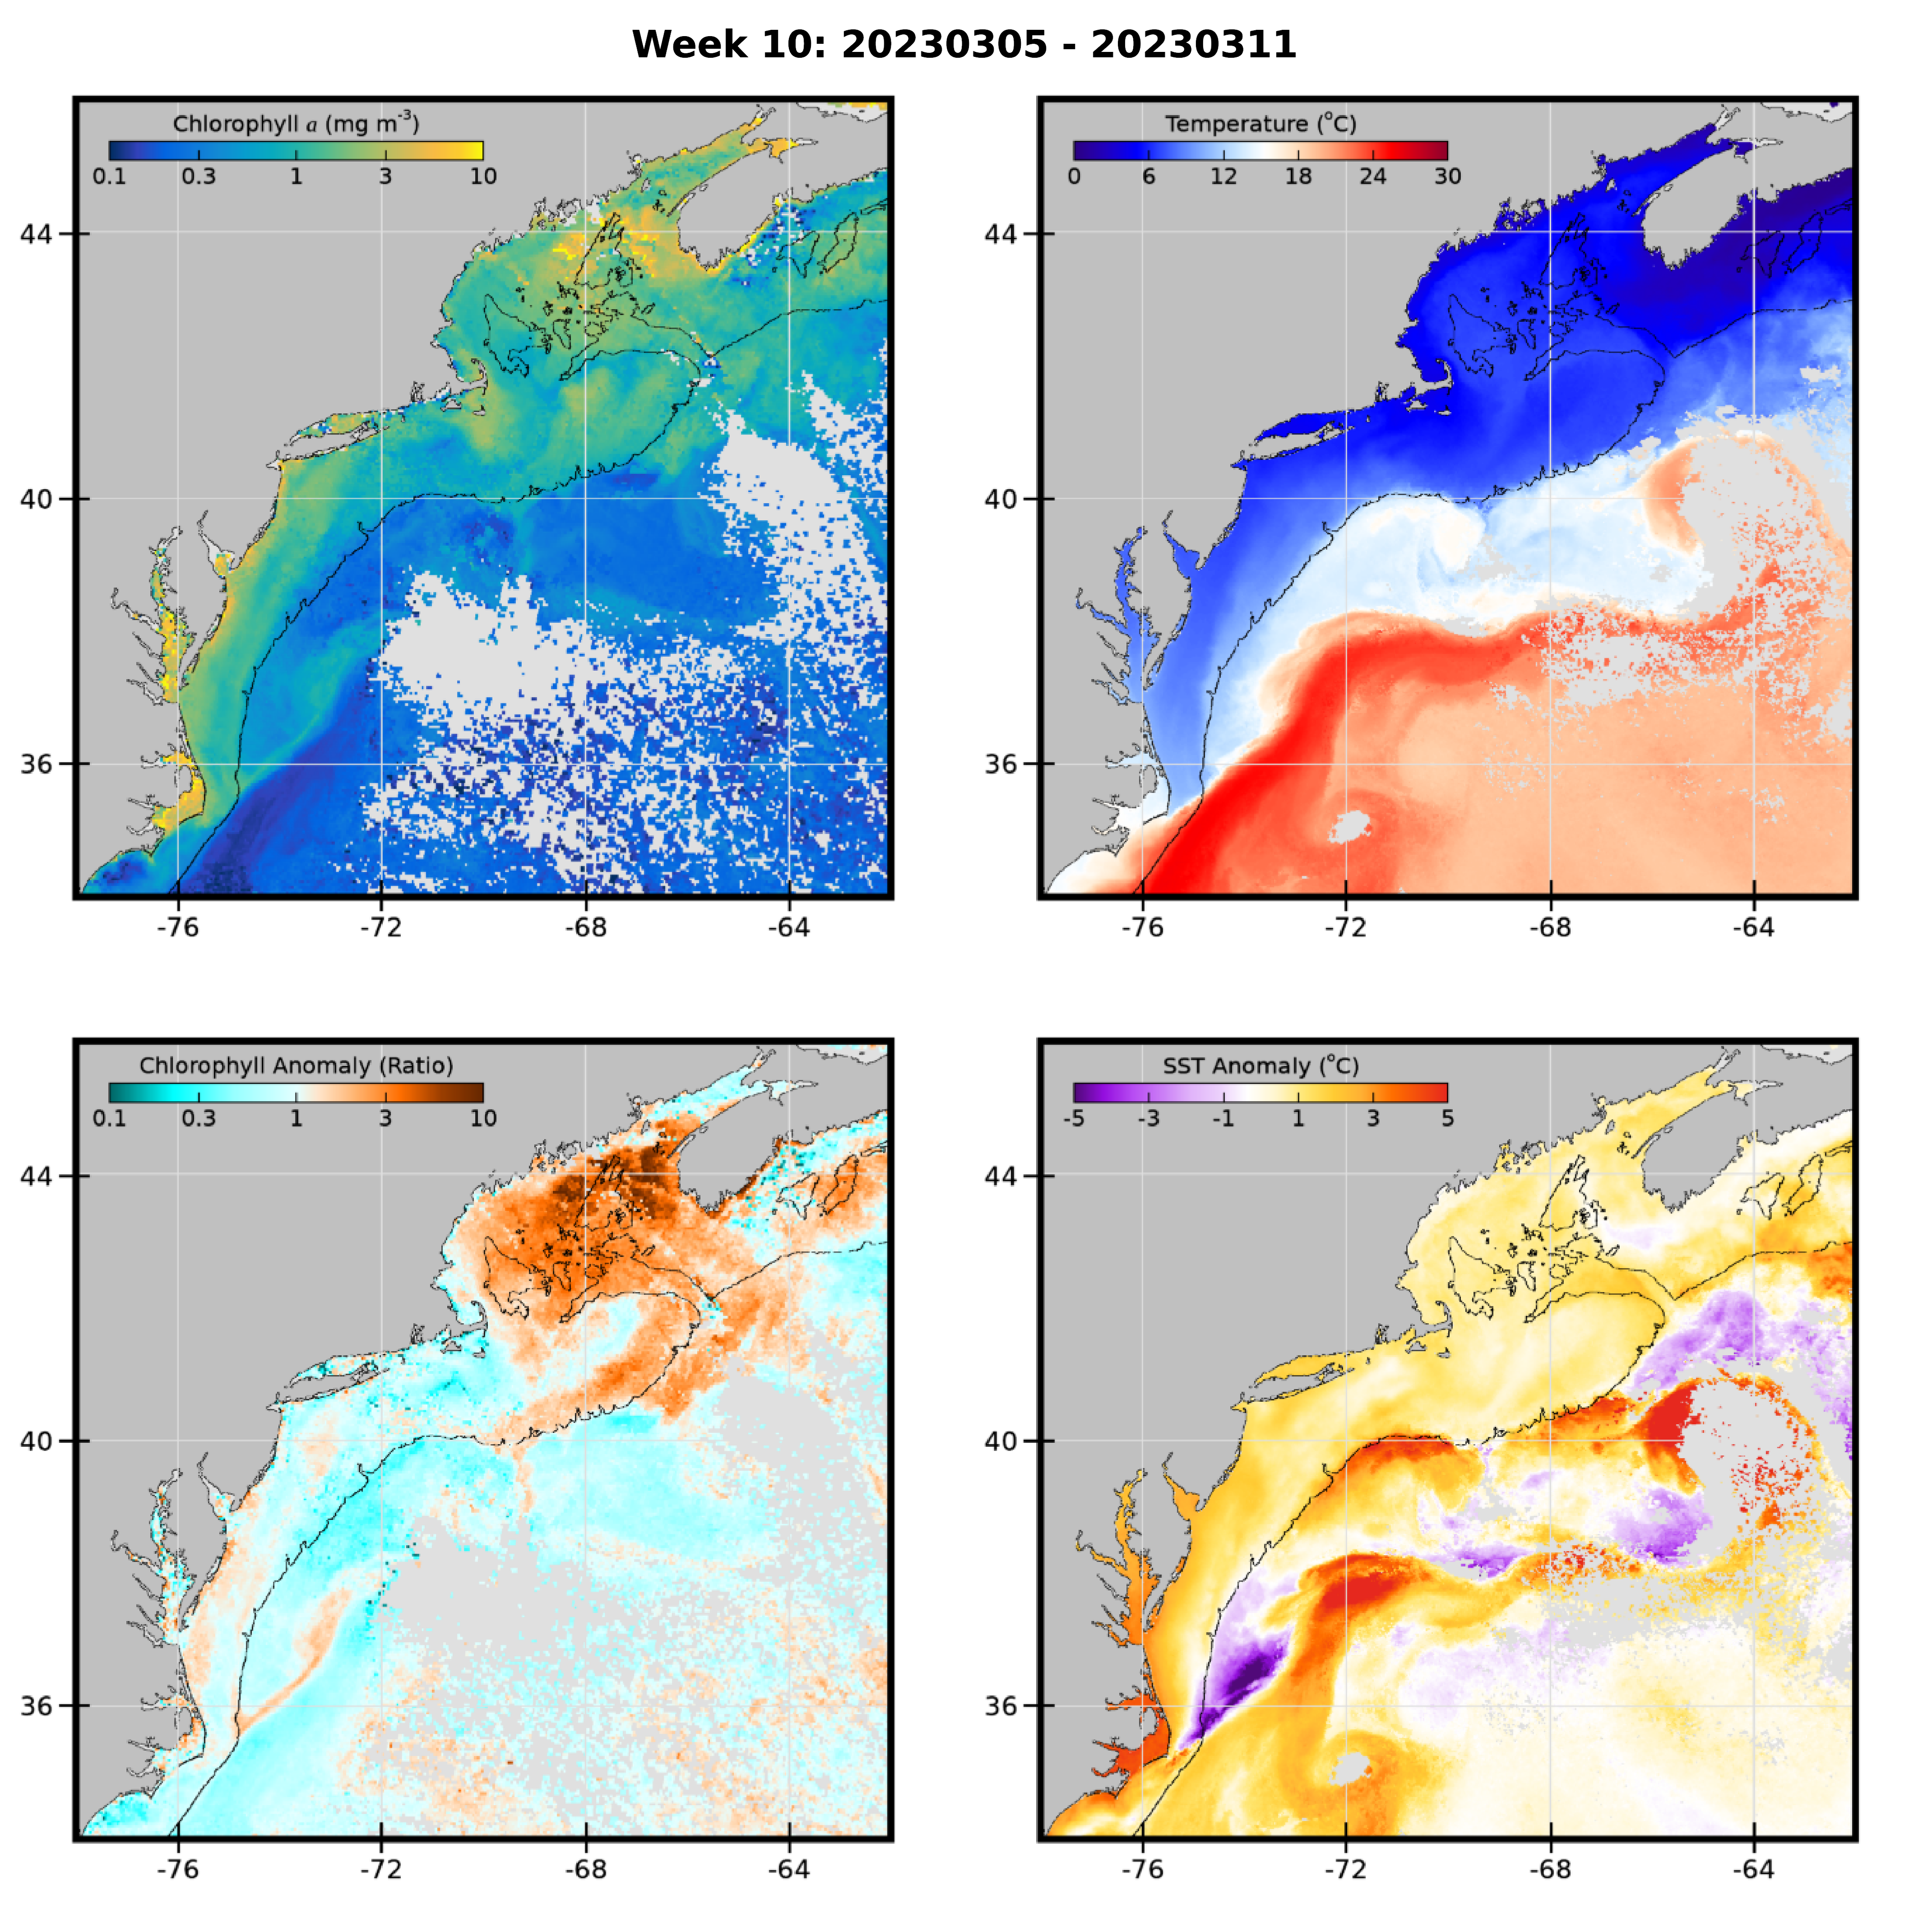 Week 10: 20230305 - 20230311
Chlorophyll a (mg m-3)
0.1 0.3 1 3 10
44
40
36
-76 -72 -68 -64
Temperature (oC)
0 6 12 18 24 30
44
40
36
-76 -72 -68 -64
Chlorophyll Anomaly (Ratio)
0.1 0.3 1 3 10
44
40
36
-76 -72 -68 -64
SST Anomaly (oC)
-5 -3 -1 1 3 5
44
40
36
-76 -72 -68 -64